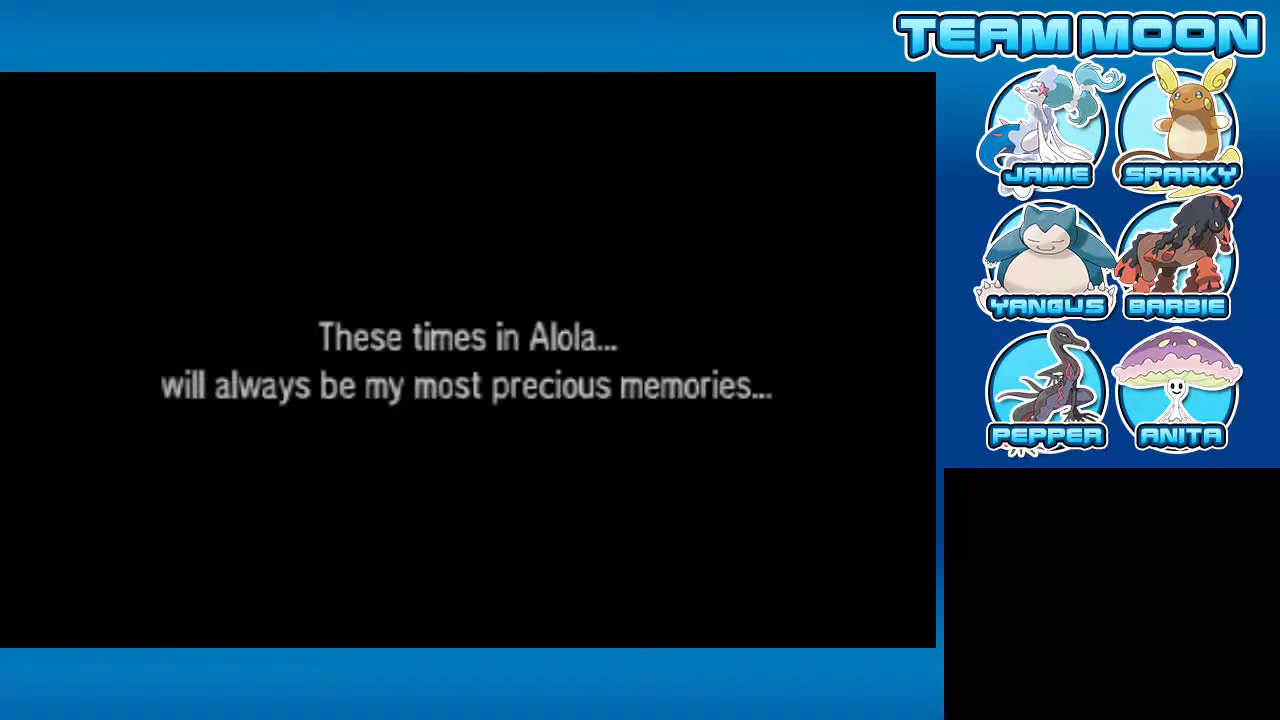 TEAM MOON
JAMIE
SPARKY
YANGUS
BARBIE
PEPPER
ANITA
These times in Alola...
will always be my most precious memories...